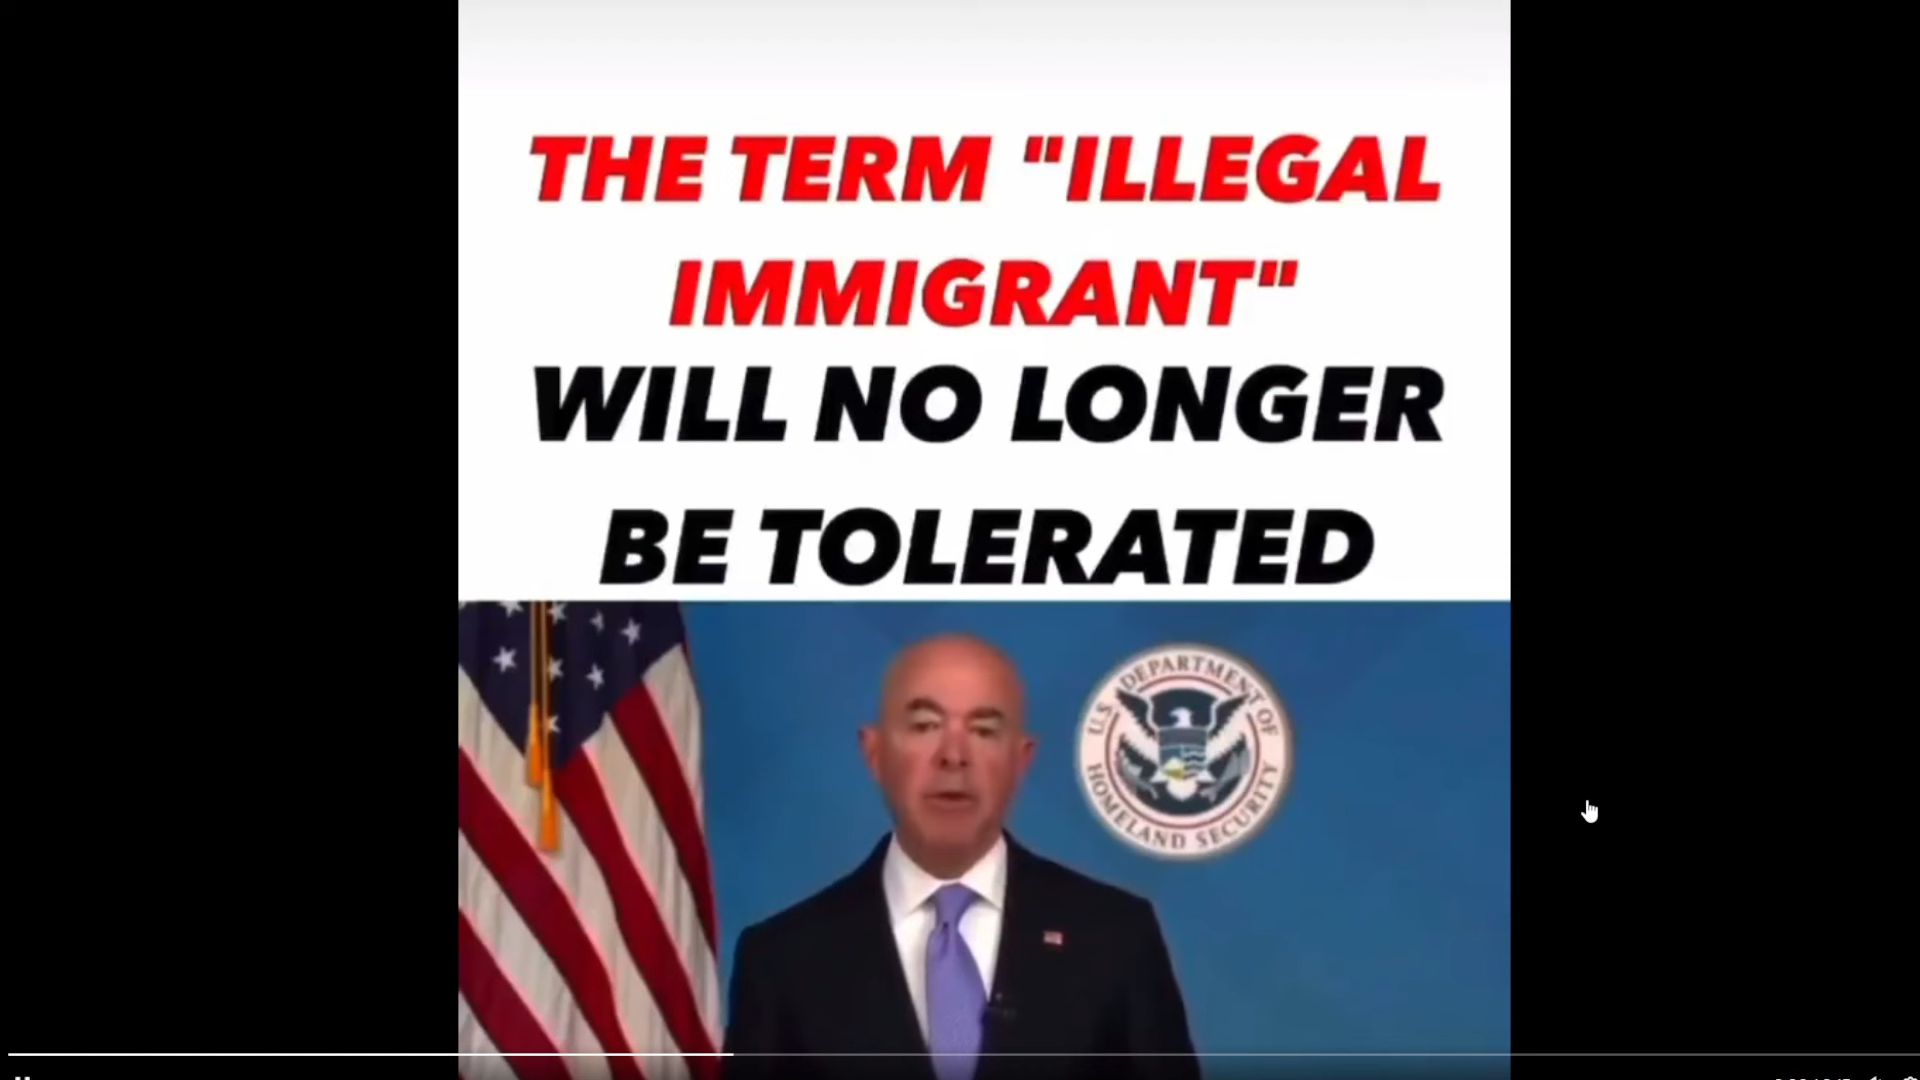 THE TERM "ILLEGAL
IMMIGRANT"
WILL NO LONGER
BE TOLERATED
U.S. DEPARTMENT OF
HOMELAND SECURITY